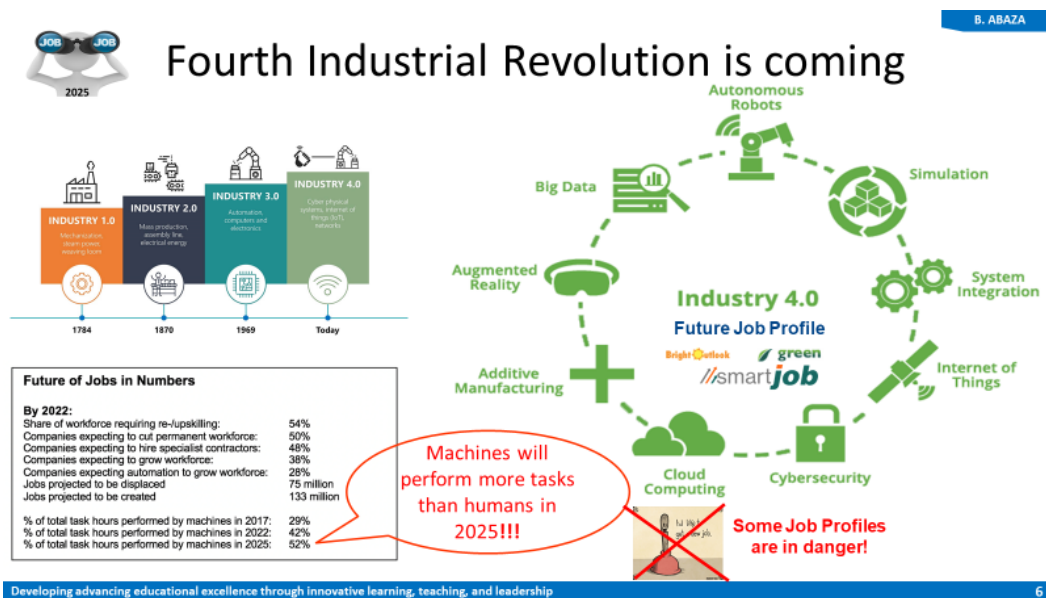 B. ABAZA
JOB JOB
2025
Fourth Industrial Revolution is coming
INDUSTRY 1.0
Mechanization,
steam power,
weaving loom
INDUSTRY 2.0
Mass production,
assembly line,
electrical energy
INDUSTRY 3.0
Automation,
computers and
electronics
INDUSTRY 4.0
Cyber physical
systems, internet of
things (IoT),
networks
1784
1870
1969
Today
Autonomous
Robots
Simulation
System
Integration
Internet of
Things
Cybersecurity
Cloud
Computing
Additive
Manufacturing
Augmented
Reality
Big Data
Industry 4.0
Future Job Profile
Bright Outlook
green
smartjob
Future of Jobs in Numbers
By 2022:
Share of workforce requiring re-/upskilling: 54%
Companies expecting to cut permanent workforce: 50%
Companies expecting to hire specialist contractors: 48%
Companies expecting to grow workforce: 38%
Companies expecting automation to grow workforce: 28%
Jobs projected to be displaced 75 million
Jobs projected to be created 133 million
% of total task hours performed by machines in 2017: 29%
% of total task hours performed by machines in 2022: 42%
% of total task hours performed by machines in 2025: 52%
Machines will
perform more tasks
than humans in
2025!!!
job.
Some Job Profiles
are in danger!
Developing advancing educational excellence through innovative learning, teaching, and leadership
6